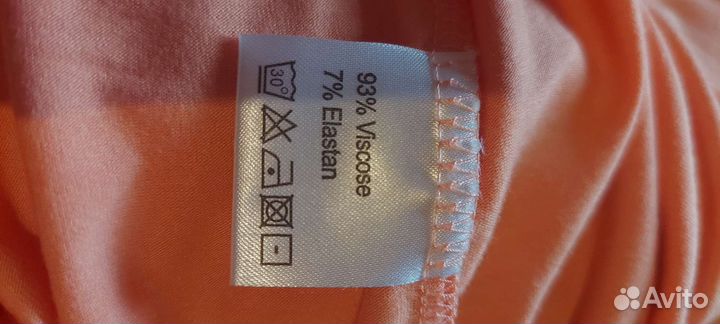 93% Viscose
7% Elastan
30°
Avito